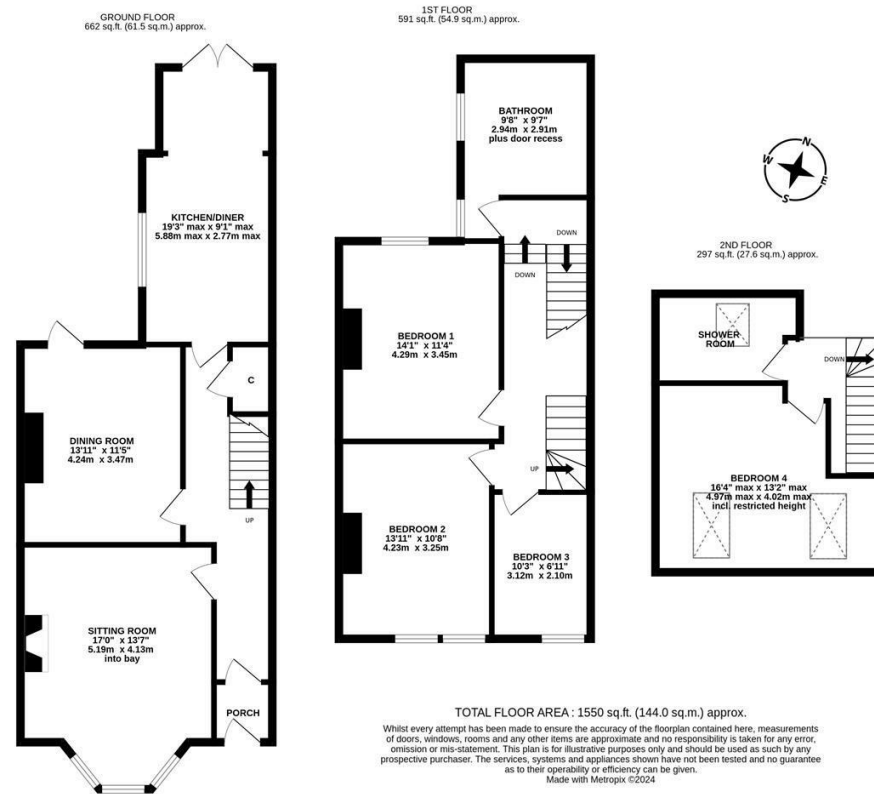 GROUND FLOOR
662 sq.ft. (61.5 sq.m.) approx.
KITCHEN/DINER
19'3" max x 9'1" max
5.88m max x 2.77m max
C
DINING ROOM
13'11" x 11'5"
4.24m x 3.47m
UP
SITTING ROOM
17'0" x 13'7"
5.19m x 4.13m
into bay
PORCH
1ST FLOOR
591 sq.ft. (54.9 sq.m.) approx.
BATHROOM
9'8" x 9'7"
2.94m x 2.91m
plus door recess
DOWN
DOWN
BEDROOM 1
14'1" x 11'4"
4.29m x 3.45m
UP
BEDROOM 2
13'11" x 10'8"
4.23m x 3.25m
BEDROOM 3
10'3" x 6'11"
3.12m x 2.10m
N
W
E
S
2ND FLOOR
297 sq.ft. (27.6 sq.m.) approx.
SHOWER
ROOM
DOWN
BEDROOM 4
16'4" max x 13'2" max
4.97m max x 4.02m max
incl. restricted height
TOTAL FLOOR AREA : 1550 sq.ft. (144.0 sq.m.) approx.
Whilst every attempt has been made to ensure the accuracy of the floorplan contained here, measurements
of doors, windows, rooms and any other items are approximate and no responsibility is taken for any error,
omission or mis-statement. This plan is for illustrative purposes only and should be used as such by any
prospective purchaser. The services, systems and appliances shown have not been tested and no guarantee
as to their operability or efficiency can be given.
Made with Metropix ©2024